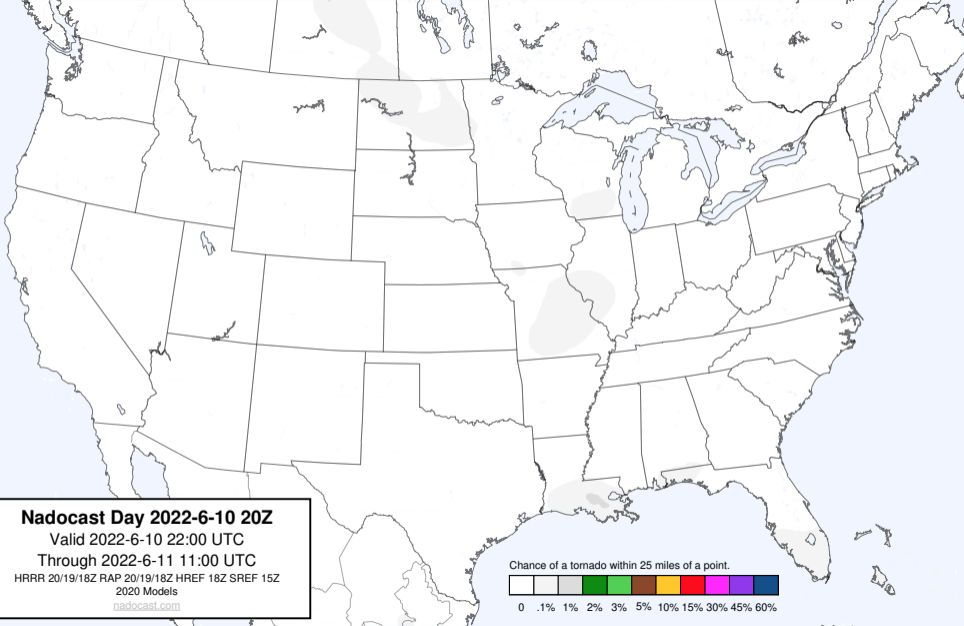 Nadocast Day 2022-6-10 20Z
Valid 2022-6-10 22:00 UTC
Through 2022-6-11 11:00 UTC
HRRR 20/19/18Z RAP 20/19/18Z HREF 18Z SREF 15Z
2020 Models
nadocast.com
Chance of a tornado within 25 miles of a point.
0 .1% 1% 2% 3% 5% 10% 15% 30% 45% 60%